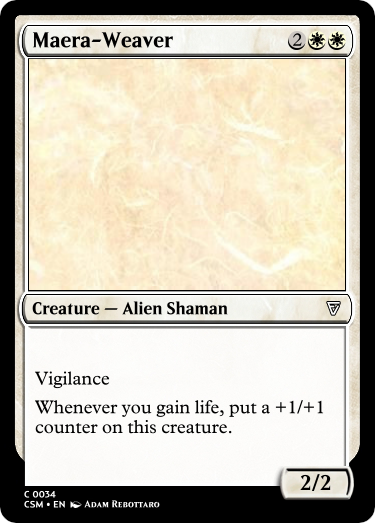 Maera-Weaver 2
Creature — Alien Shaman
Vigilance
Whenever you gain life, put a +1/+1
counter on this creature.
2/2
C 0034
CSM • EN Adam Rebottaro